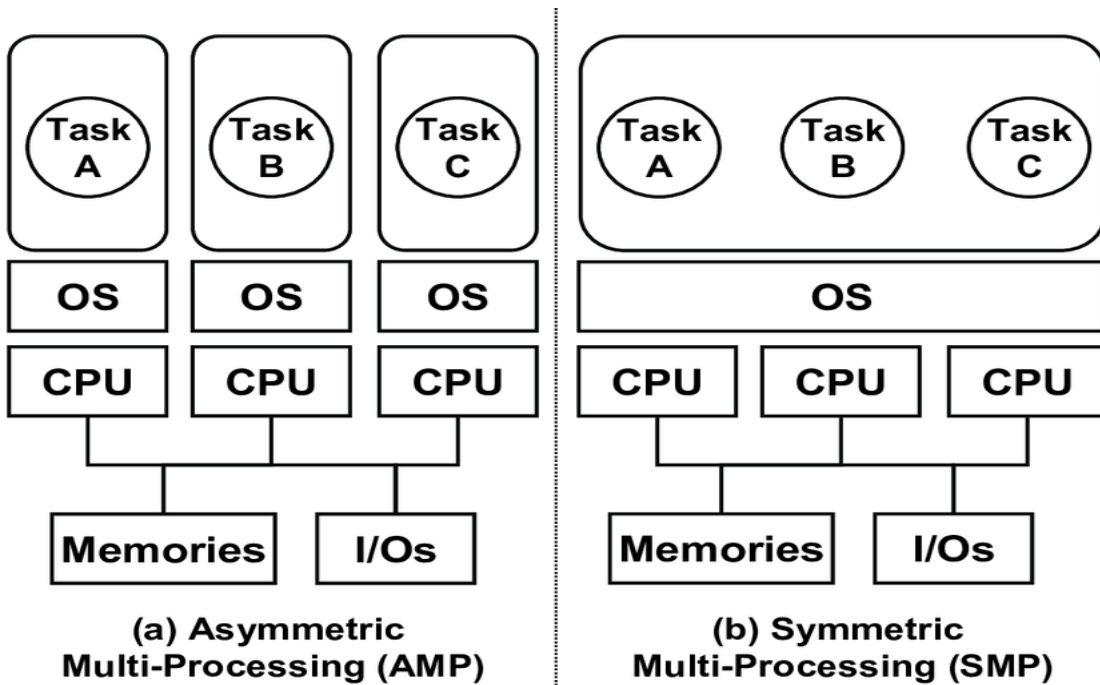 Task
A
Task
B
Task
C
OS
OS
OS
CPU
CPU
CPU
Memories
I/Os
(a) Asymmetric
Multi-Processing (AMP)
Task
A
Task
B
Task
C
OS
CPU
CPU
CPU
Memories
I/Os
(b) Symmetric
Multi-Processing (SMP)